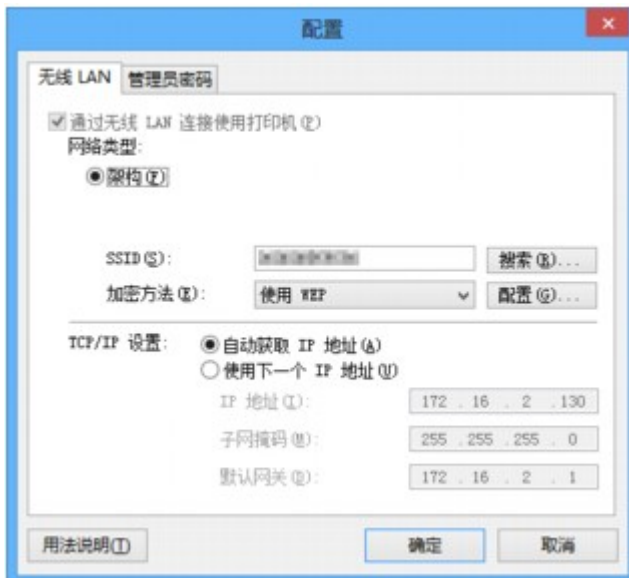 配置
无线 LAN 管理员密码
通过无线 LAN 连接使用打印机(P)
网络类型:
架构(F)
SSID(S): 搜索(R)...
加密方法(E): 使用 WEP 配置(G)...
TCP/IP 设置: 自动获取 IP 地址(A)
使用下一个 IP 地址(U)
IP 地址(I): 172 . 16 . 2 .130
子网掩码(M): 255 .255 .255 . 0
默认网关(D): 172 . 16 . 2 . 1
用法说明(T) 确定 取消